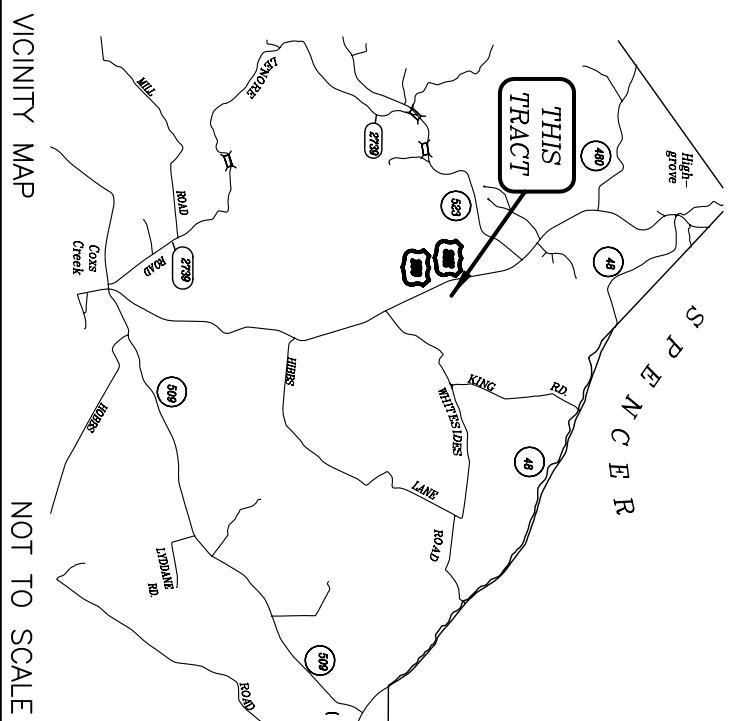 High-
grove
480
THIS
TRACT
LENORE
MILL
2739
523
48
SPENCER
ROAD
ROAD
2739
Coxs
Creek
KING
RD.
HIBBS
WHITESIDES
48
509
HOBBS
LANE
ROAD
LYDDANE
RD.
509
ROAD
(
VICINITY MAP
NOT TO SCALE